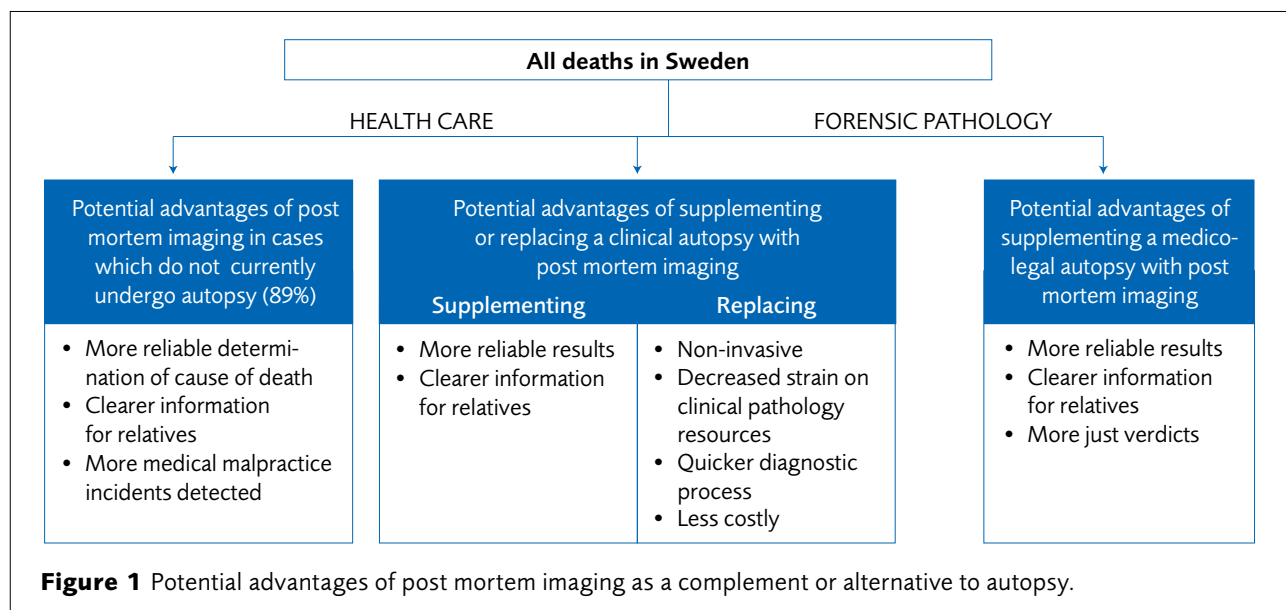 All deaths in Sweden
HEALTH CARE
FORENSIC PATHOLOGY
Potential advantages of post
mortem imaging in cases
which do not currently
undergo autopsy (89%)
• More reliable determi-
nation of cause of death
• Clearer information
for relatives
• More medical malpractice
incidents detected
Potential advantages of supplementing
or replacing a clinical autopsy with
post mortem imaging
Supplementing
• More reliable results
• Clearer information
for relatives
Replacing
• Non-invasive
• Decreased strain on
clinical pathology
resources
• Quicker diagnostic
process
• Less costly
Potential advantages of
supplementing a medico-
legal autopsy with post
mortem imaging
• More reliable results
• Clearer information
for relatives
• More just verdicts
Figure 1 Potential advantages of post mortem imaging as a complement or alternative to autopsy.